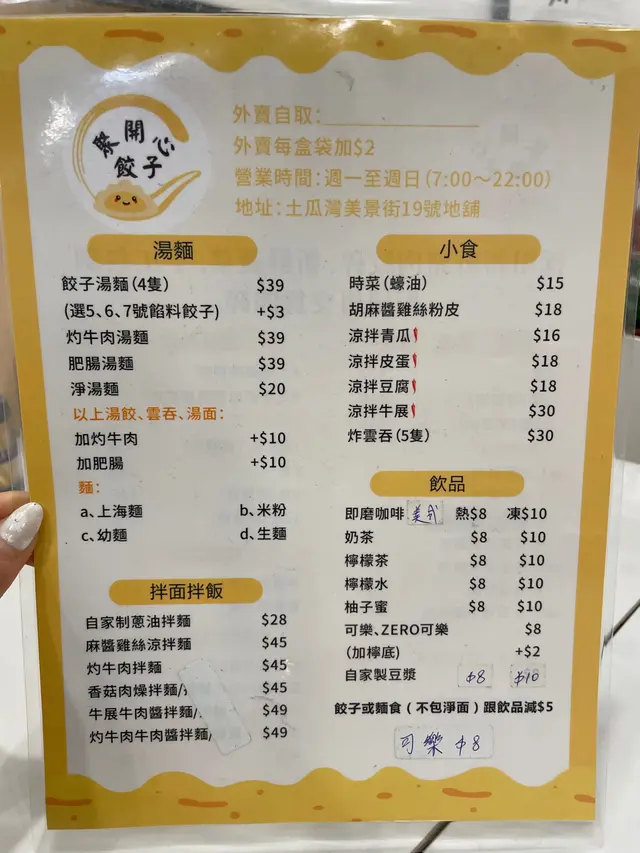 聚開心
餃子
外賣自取：
外賣每盒袋加$2
營業時間：週一至週日（7:00～22:00）
地址：土瓜灣美景街19號地舖
湯麵
餃子湯麵（4隻） $39
(選5、6、7號餡料餃子) +$3
灼牛肉湯麵 $39
肥腸湯麵 $39
淨湯麵 $20
以上湯餃、雲吞、湯面：
加灼牛肉 +$10
加肥腸 +$10
麵：
a、上海麵 b、米粉
c、幼麵 d、生麵
拌面拌飯
自家制蔥油拌麵 $28
麻醬雞絲涼拌麵 $45
灼牛肉拌麵 $45
香菇肉燥拌麵/ $45
牛展牛肉醬拌麵/ $49
灼牛肉牛肉醬拌麵/ $49
小食
時菜（蠔油） $15
胡麻醬雞絲粉皮 $18
涼拌青瓜 $16
涼拌皮蛋 $18
涼拌豆腐 $18
涼拌牛展 $30
炸雲吞（5隻） $30
飲品
即磨咖啡 美式 熱$8 凍$10
奶茶 $8 $10
檸檬茶 $8 $10
檸檬水 $8 $10
柚子蜜 $8 $10
可樂、ZERO可樂 $8
(加檸底) +$2
自家製豆漿 $8 $10
餃子或麵食（不包淨面）跟飲品減$5
可樂 $8